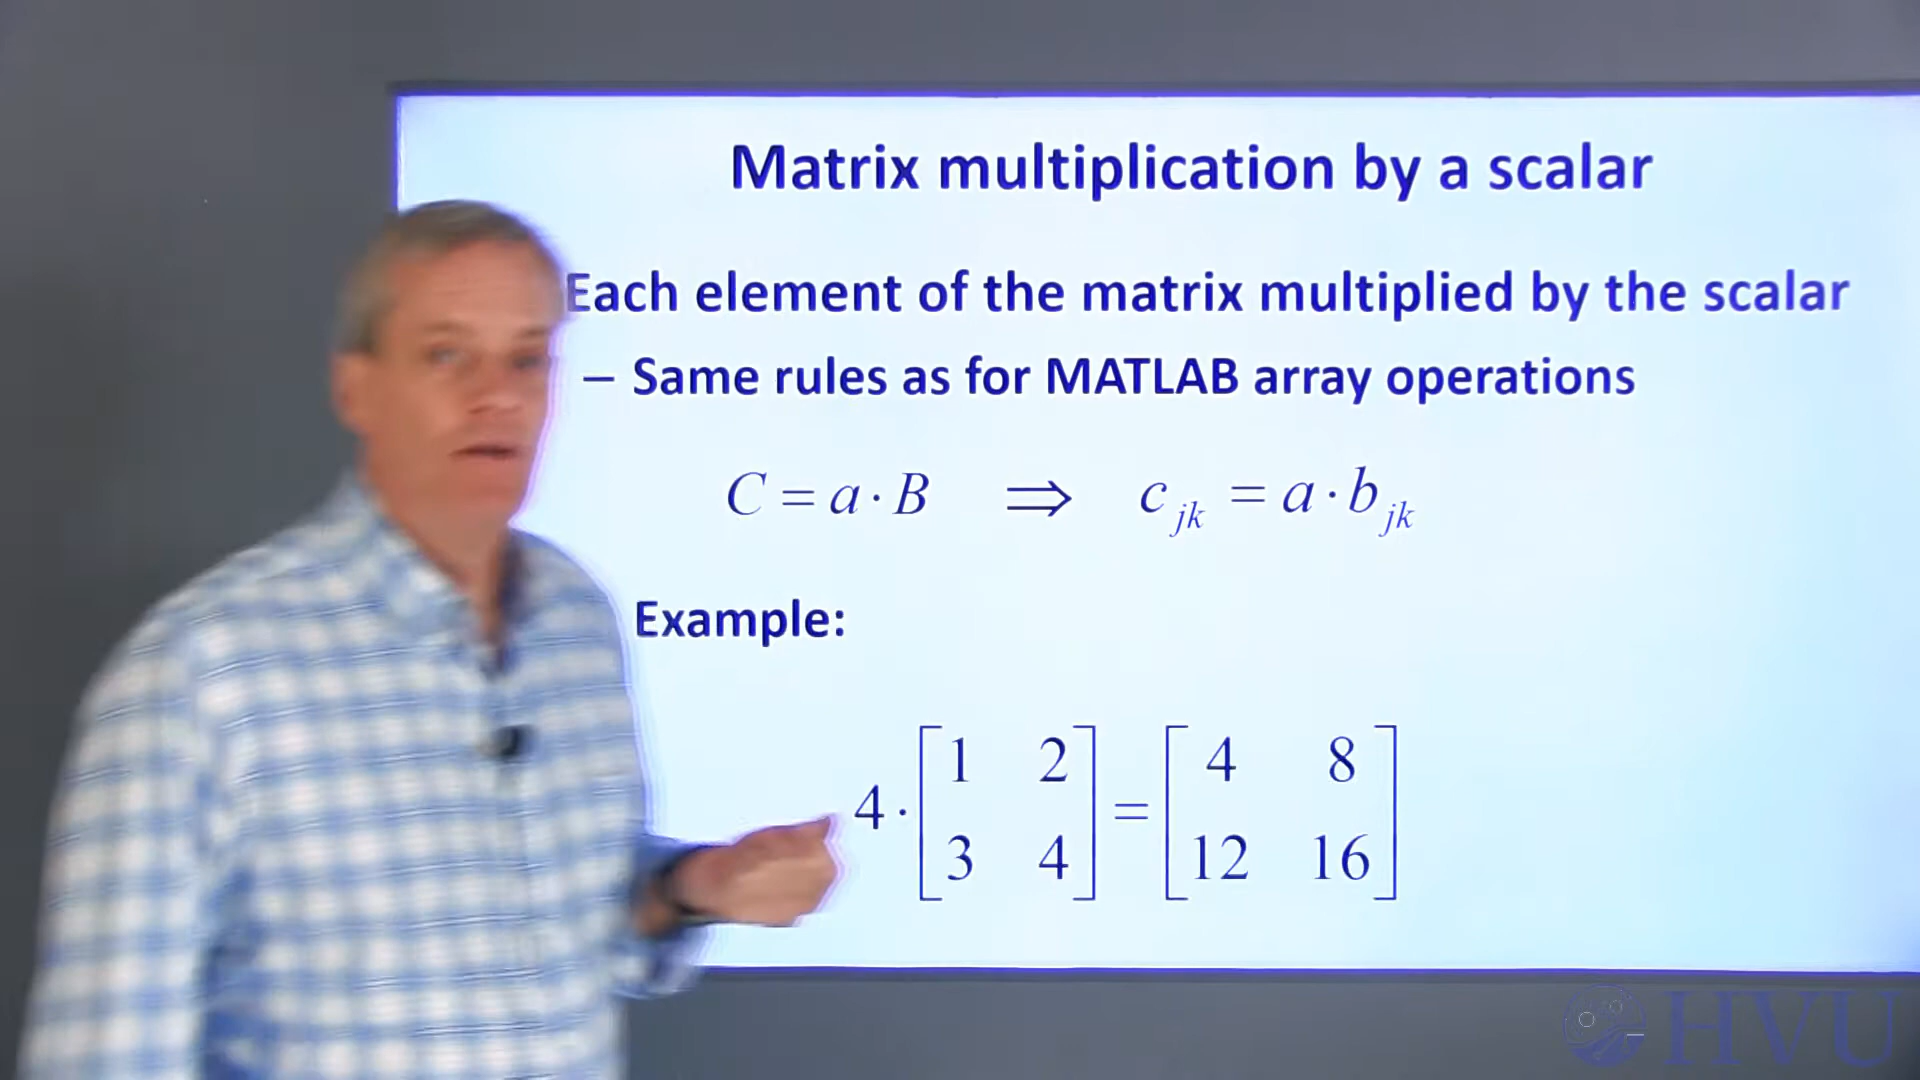 Matrix multiplication by a scalar
Each element of the matrix multiplied by the scalar
– Same rules as for MATLAB array operations
C = a · B ⇒ c_jk = a · b_jk
Example:
4 · [1 2; 3 4] = [4 8; 12 16]
HVU